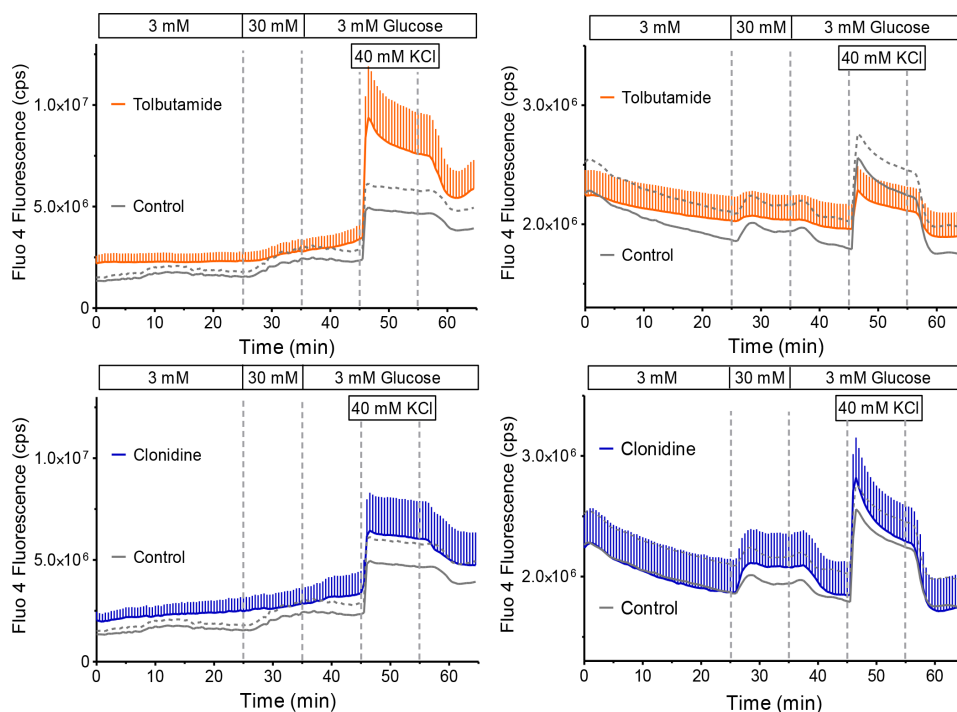 3 mM 30 mM 3 mM Glucose
40 mM KCl
Fluo 4 Fluorescence (cps)
1.0x10⁷
5.0x10⁶
0
Tolbutamide
Control
0 10 20 30 40 50 60
Time (min)
3 mM 30 mM 3 mM Glucose
40 mM KCl
Fluo 4 Fluorescence (cps)
3.0x10⁶
2.0x10⁶
Tolbutamide
Control
0 10 20 30 40 50 60
Time (min)
3 mM 30 mM 3 mM Glucose
40 mM KCl
Fluo 4 Fluorescence (cps)
1.0x10⁷
5.0x10⁶
0
Clonidine
Control
0 10 20 30 40 50 60
Time (min)
3 mM 30 mM 3 mM Glucose
40 mM KCl
Fluo 4 Fluorescence (cps)
3.0x10⁶
2.0x10⁶
Clonidine
Control
0 10 20 30 40 50 60
Time (min)